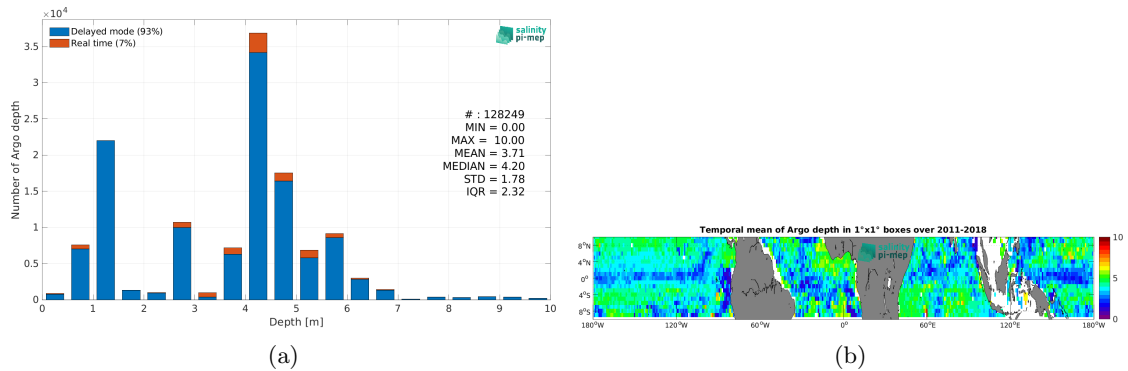 ×10⁴
Delayed mode (93%)
Real time (7%)
salinity
pi-mep
3.5
3
2.5
2
1.5
1
0.5
0
Number of Argo depth
# : 128249
MIN = 0.00
MAX = 10.00
MEAN = 3.71
MEDIAN = 4.20
STD = 1.78
IQR = 2.32
0 1 2 3 4 5 6 7 8 9 10
Depth [m]
(a)
Temporal mean of Argo depth in 1°x1° boxes over 2011-2018
salinity
pi-mep
8°N
4°N
0°
4°S
8°S
180°W 120°W 60°W 0° 60°E 120°E 180°W
10
5
0
(b)